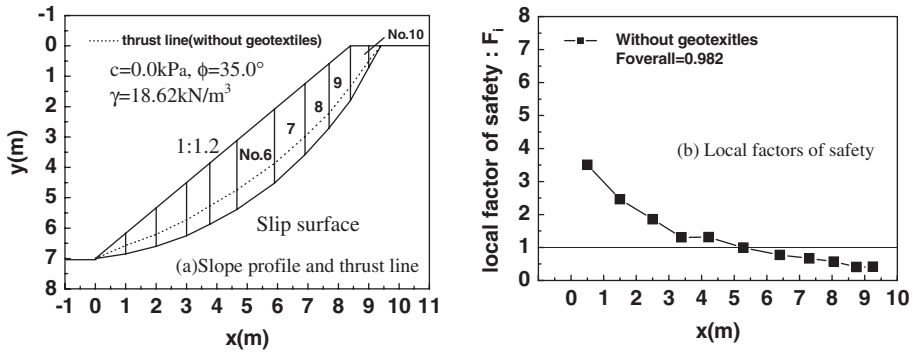 -1
0
1
2
3
4
5
6
7
8
y(m)
-1 0 1 2 3 4 5 6 7 8 9 10 11
x(m)
thrust line(without geotextiles)
No.10
c=0.0kPa, ϕ=35.0°
γ=18.62kN/m³
9
8
7
No.6
1:1.2
Slip surface
(a)Slope profile and thrust line
8
7
6
5
4
3
2
1
0
local factor of safety : Fᵢ
0 1 2 3 4 5 6 7 8 9 10
x(m)
Without geotexitles
Foverall=0.982
(b) Local factors of safety